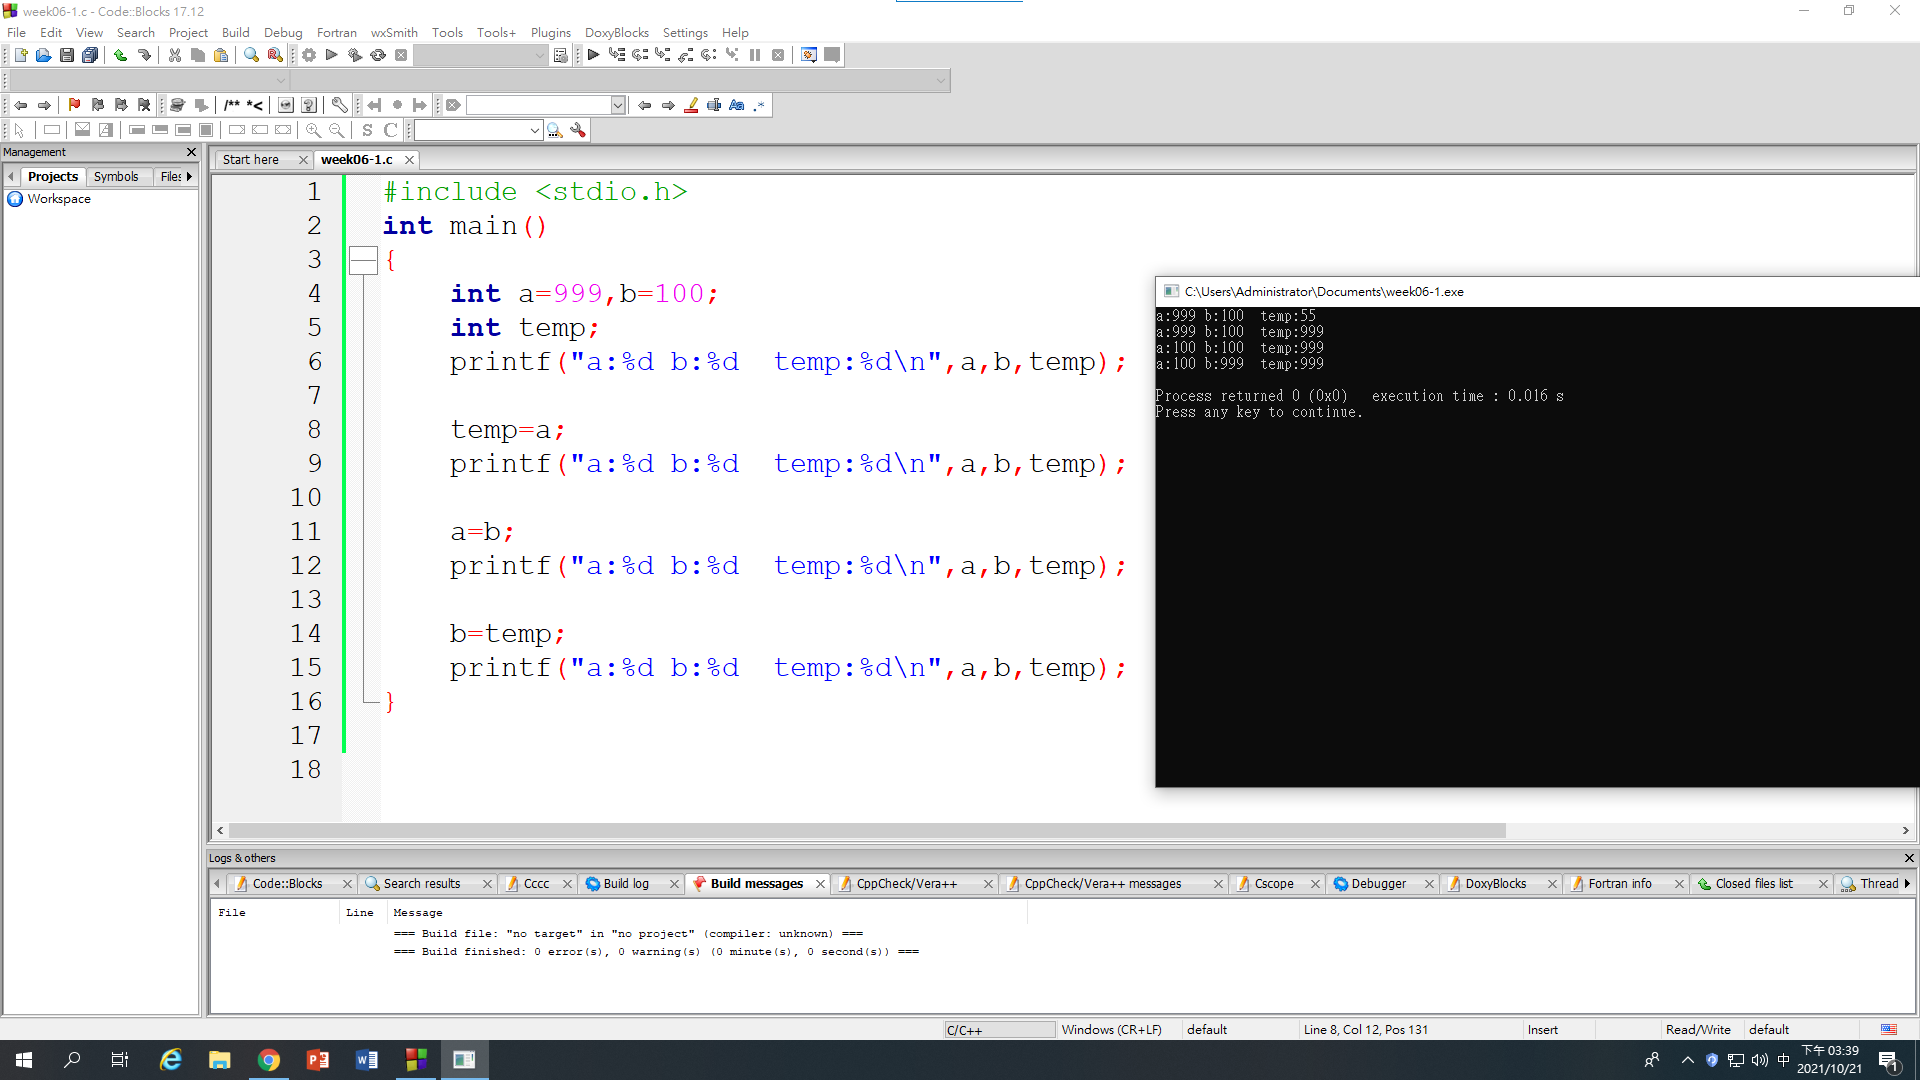 week06-1.c - Code::Blocks 17.12
File Edit View Search Project Build Debug Fortran wxSmith Tools Tools+ Plugins DoxyBlocks Settings Help
/** *<
S C
Management
Projects Symbols Files
Workspace
Start here week06-1.c
1 #include <stdio.h>
2 int main()
3 {
4 int a=999,b=100;
5 int temp;
6 printf("a:%d b:%d  temp:%d\n",a,b,temp);
7
8 temp=a;
9 printf("a:%d b:%d  temp:%d\n",a,b,temp);
10
11 a=b;
12 printf("a:%d b:%d  temp:%d\n",a,b,temp);
13
14 b=temp;
15 printf("a:%d b:%d  temp:%d\n",a,b,temp);
16 }
17
18
C:\Users\Administrator\Documents\week06-1.exe
a:999 b:100  temp:55
a:999 b:100  temp:999
a:100 b:100  temp:999
a:100 b:999  temp:999
Process returned 0 (0x0)   execution time : 0.016 s
Press any key to continue.
Logs & others
Code::Blocks Search results Cccc Build log Build messages CppCheck/Vera++ CppCheck/Vera++ messages Cscope Debugger DoxyBlocks Fortran info Closed files list Thread
File Line Message
=== Build file: "no target" in "no project" (compiler: unknown) ===
=== Build finished: 0 error(s), 0 warning(s) (0 minute(s), 0 second(s)) ===
C/C++ Windows (CR+LF) default Line 8, Col 12, Pos 131 Insert Read/Write default
中 下午 03:39
2021/10/21
1